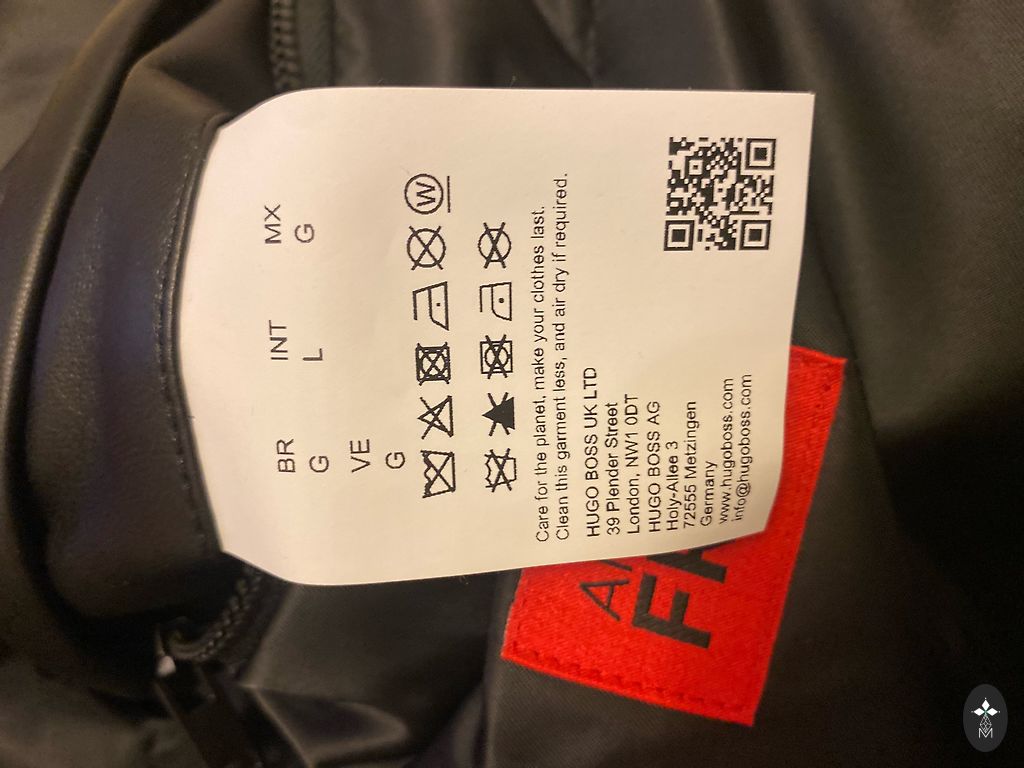 BR
G
INT
L
MX
G
VE
G
W
Care for the planet, make your clothes last.
Clean this garment less, and air dry if required.
HUGO BOSS UK LTD
39 Plender Street
London, NW1 0DT
HUGO BOSS AG
Holy-Allee 3
72555 Metzingen
Germany
www.hugoboss.com
info@hugoboss.com
M